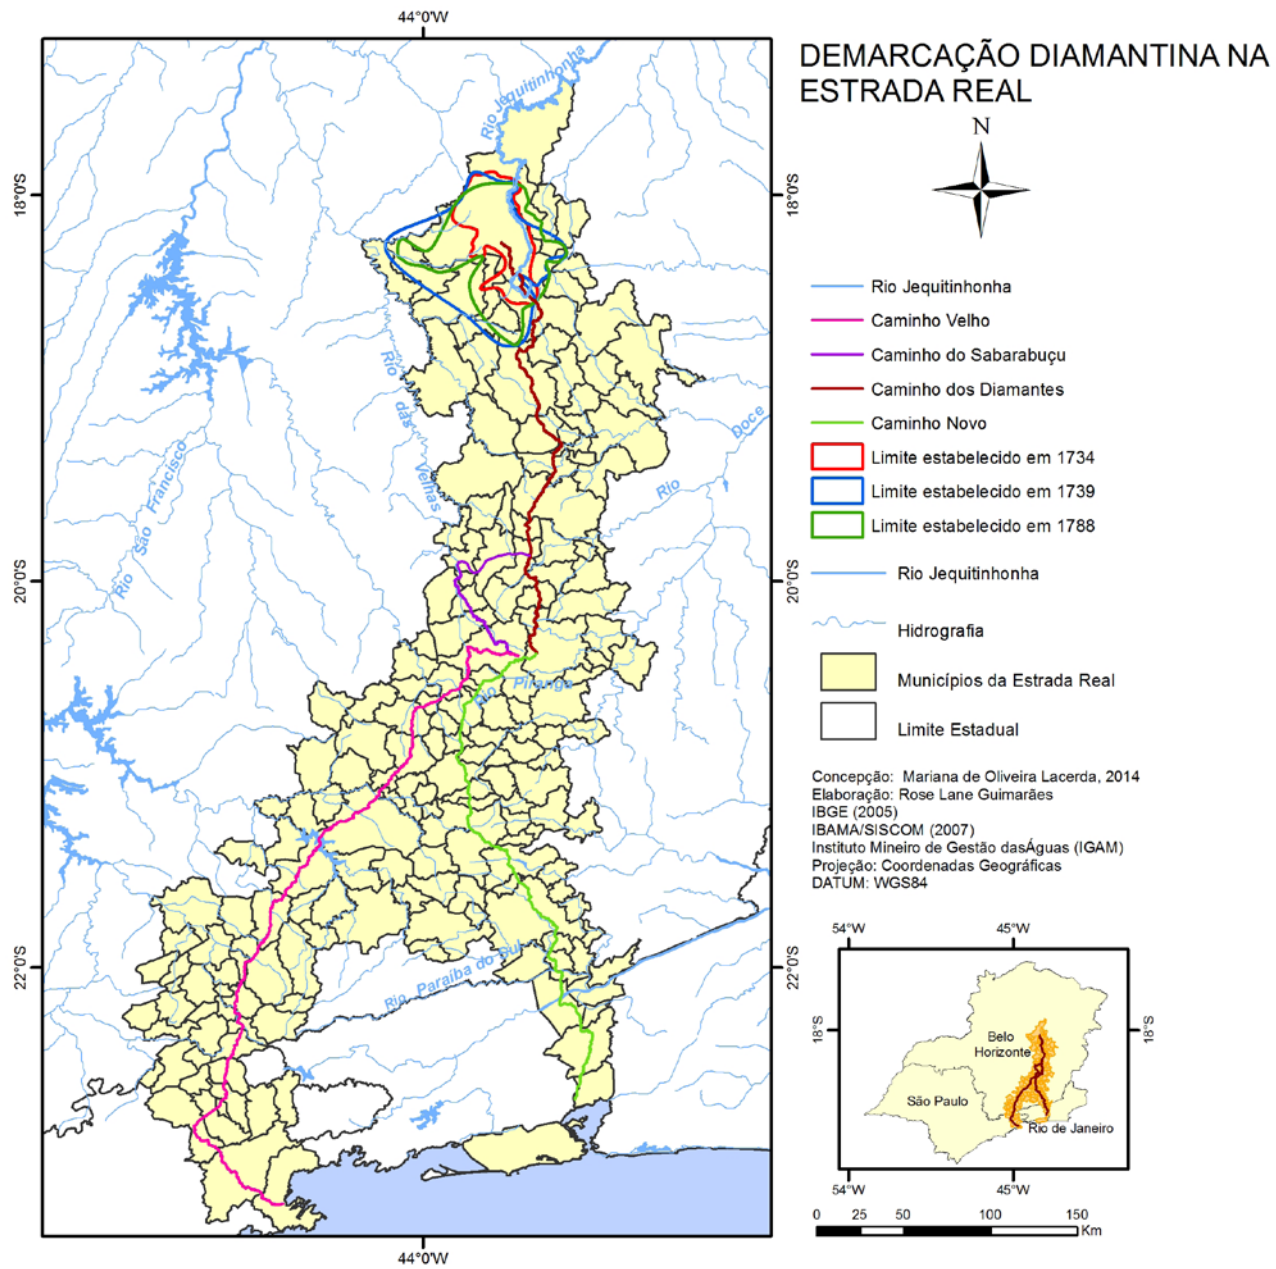 44°0'W
DEMARCAÇÃO DIAMANTINA NA
ESTRADA REAL
N
Rio Jequitinhonha
18°S
18°S
Rio Jequitinhonha
Caminho Velho
Caminho do Sabarabuçu
Caminho dos Diamantes
Caminho Novo
Limite estabelecido em 1734
Limite estabelecido em 1739
Limite estabelecido em 1788
Rio Jequitinhonha
Hidrografia
Municípios da Estrada Real
Limite Estadual
Rio das Velhas
Rio Doce
Rio São Francisco
20°0'S
20°0'S
Rio Piranga
Rio Paraiba do Sul
22°0'S
22°0'S
44°0'W
Concepção: Mariana de Oliveira Lacerda, 2014
Elaboração: Rose Lane Guimarães
IBGE (2005)
IBAMA/SISCOM (2007)
Instituto Mineiro de Gestão dasÁguas (IGAM)
Projeção: Coordenadas Geográficas
DATUM: WGS84
54°W 45°W
18°S
18°S
Belo
Horizonte
São Paulo
Rio de Janeiro
54°W 45°W
0 25 50 100 150
Km